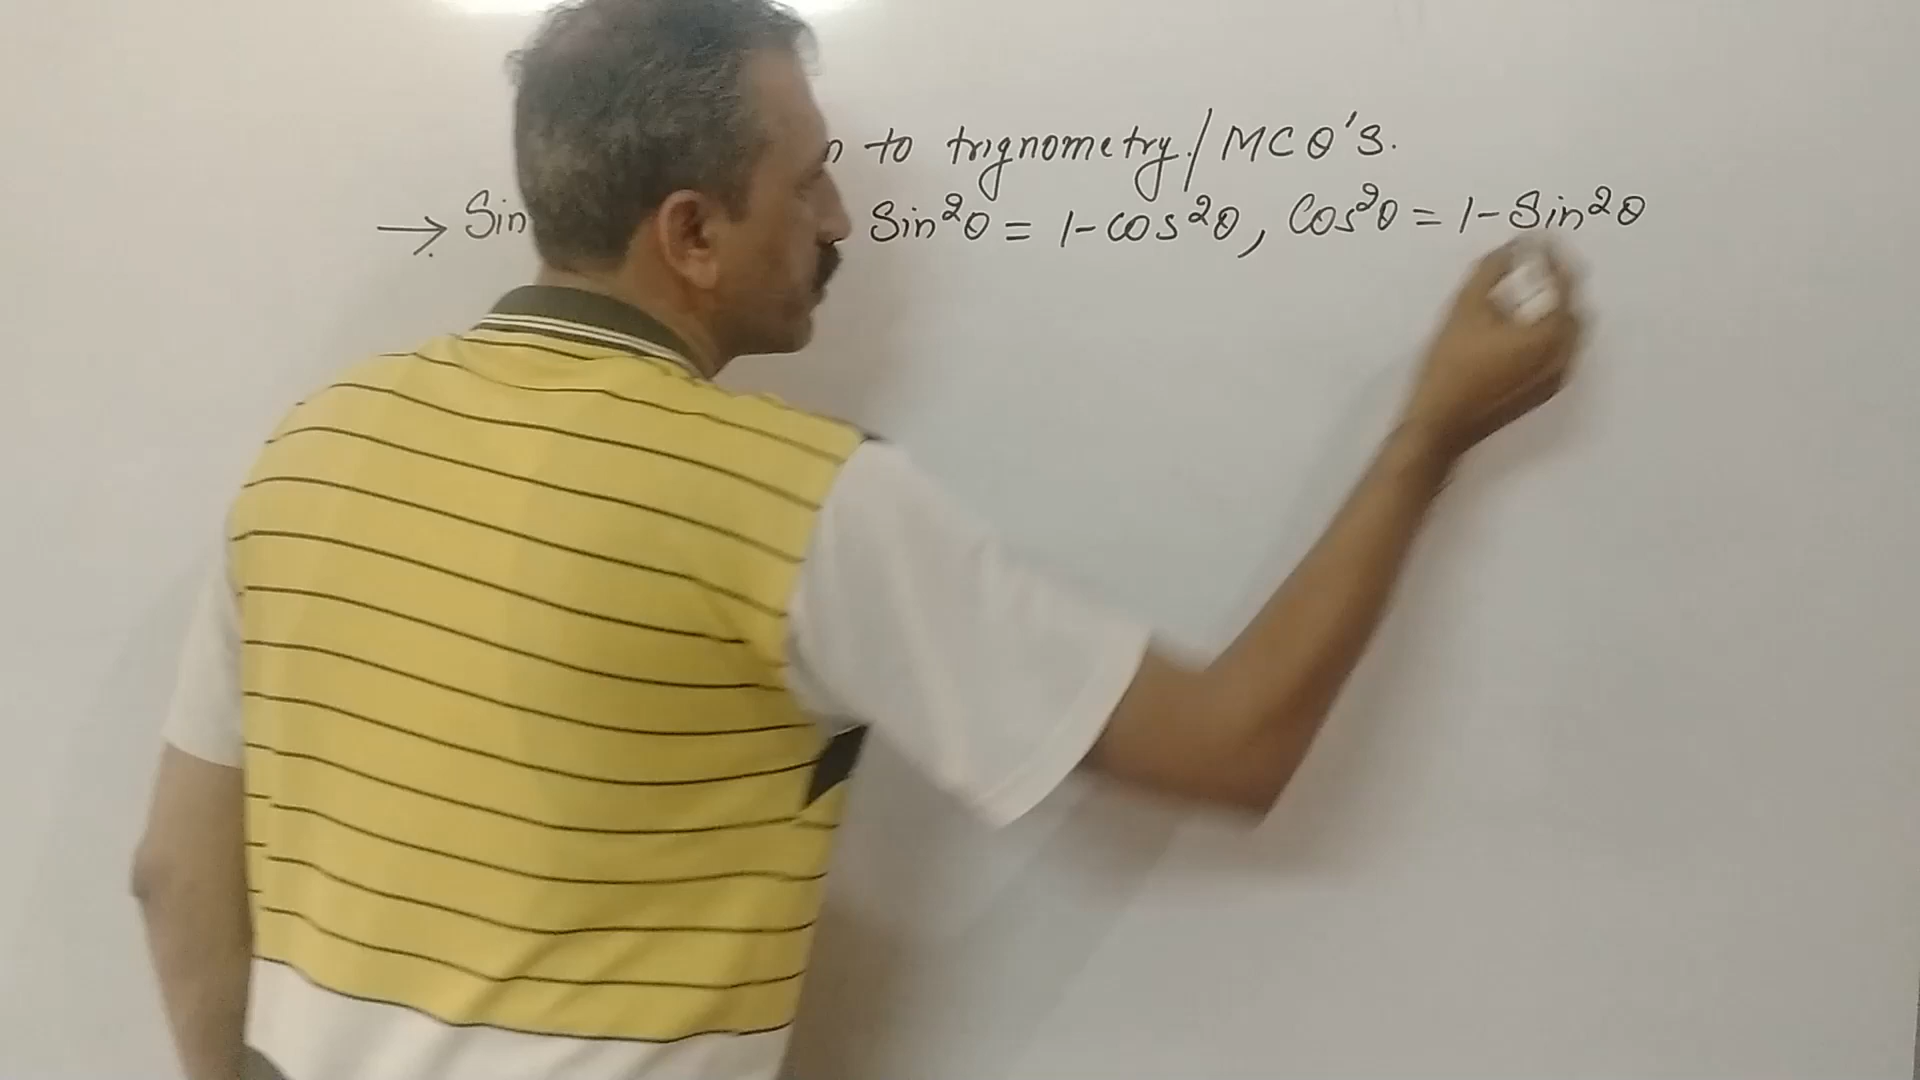 to trignometry./MCQ's.
→ Sin Sin²θ = 1-cos²θ, Cos²θ = 1-Sin²θ